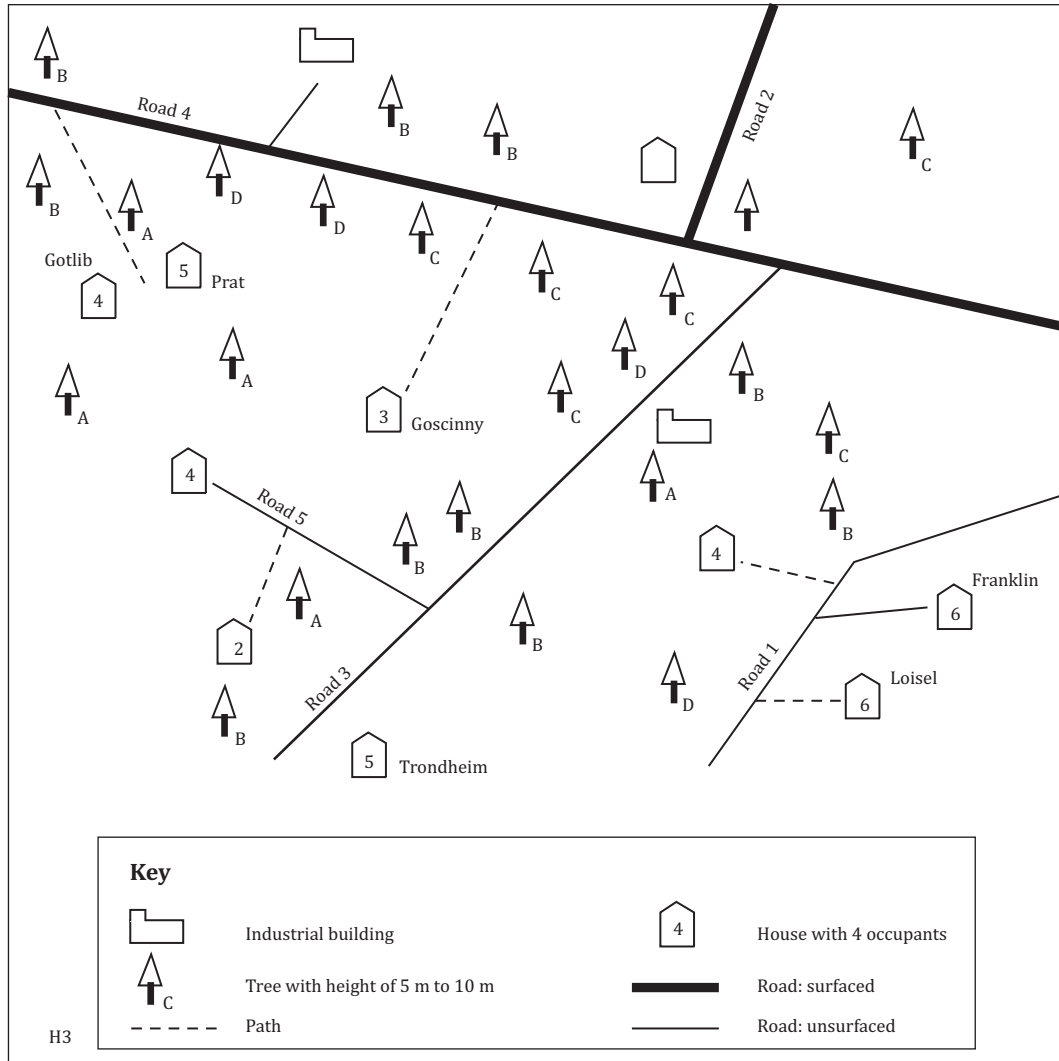 B
Road 4
B
B
Road 2
C
B
A
D
D
C
Gotlib
4
5
Prat
C
C
A
D
B
A
3
Goscinny
C
C
4
Road 5
A
B
B
B
4
Franklin
6
A
2
B
Road 3
Road 1
D
Loisel
6
B
5
Trondheim
Key
Industrial building
4
House with 4 occupants
C
Tree with height of 5 m to 10 m
Road: surfaced
Path
Road: unsurfaced
H3